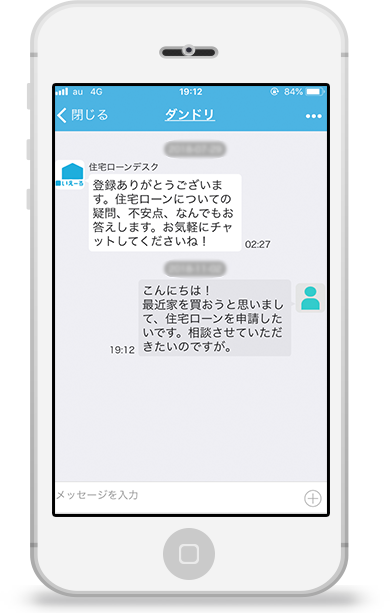 au 4G 19:12 84%
閉じる ダンドリ
住宅ローンデスク
いえーる
登録ありがとうございま
す。住宅ローンについての
疑問、不安点、なんでもお
答えします。お気軽にチャ
ットしてくださいね！
02:27
こんにちは！
最近家を買おうと思いまし
て、住宅ローンを申請した
いです。相談させていただ
きたいのですが。
19:12
メッセージを入力